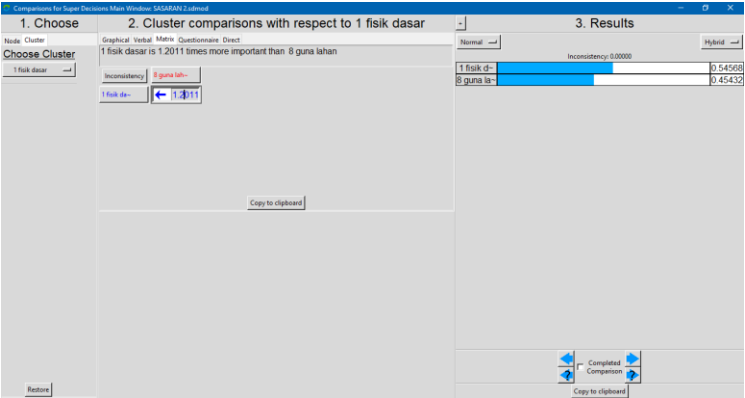 Comparisons for Super Decisions Main Window: SASARAN 2.sdmod
1. Choose
Node Cluster
Choose Cluster
1 fisik dasar
Restore
2. Cluster comparisons with respect to 1 fisik dasar
Graphical Verbal Matrix Questionnaire Direct
1 fisik dasar is 1.2011 times more important than 8 guna lahan
Inconsistency 8 guna lah~
1 fisik da~ 1.2011
Copy to clipboard
3. Results
Normal Hybrid
Inconsistency: 0.00000
1 fisik d~ 0.54568
8 guna la~ 0.45432
Completed
Comparison
Copy to clipboard